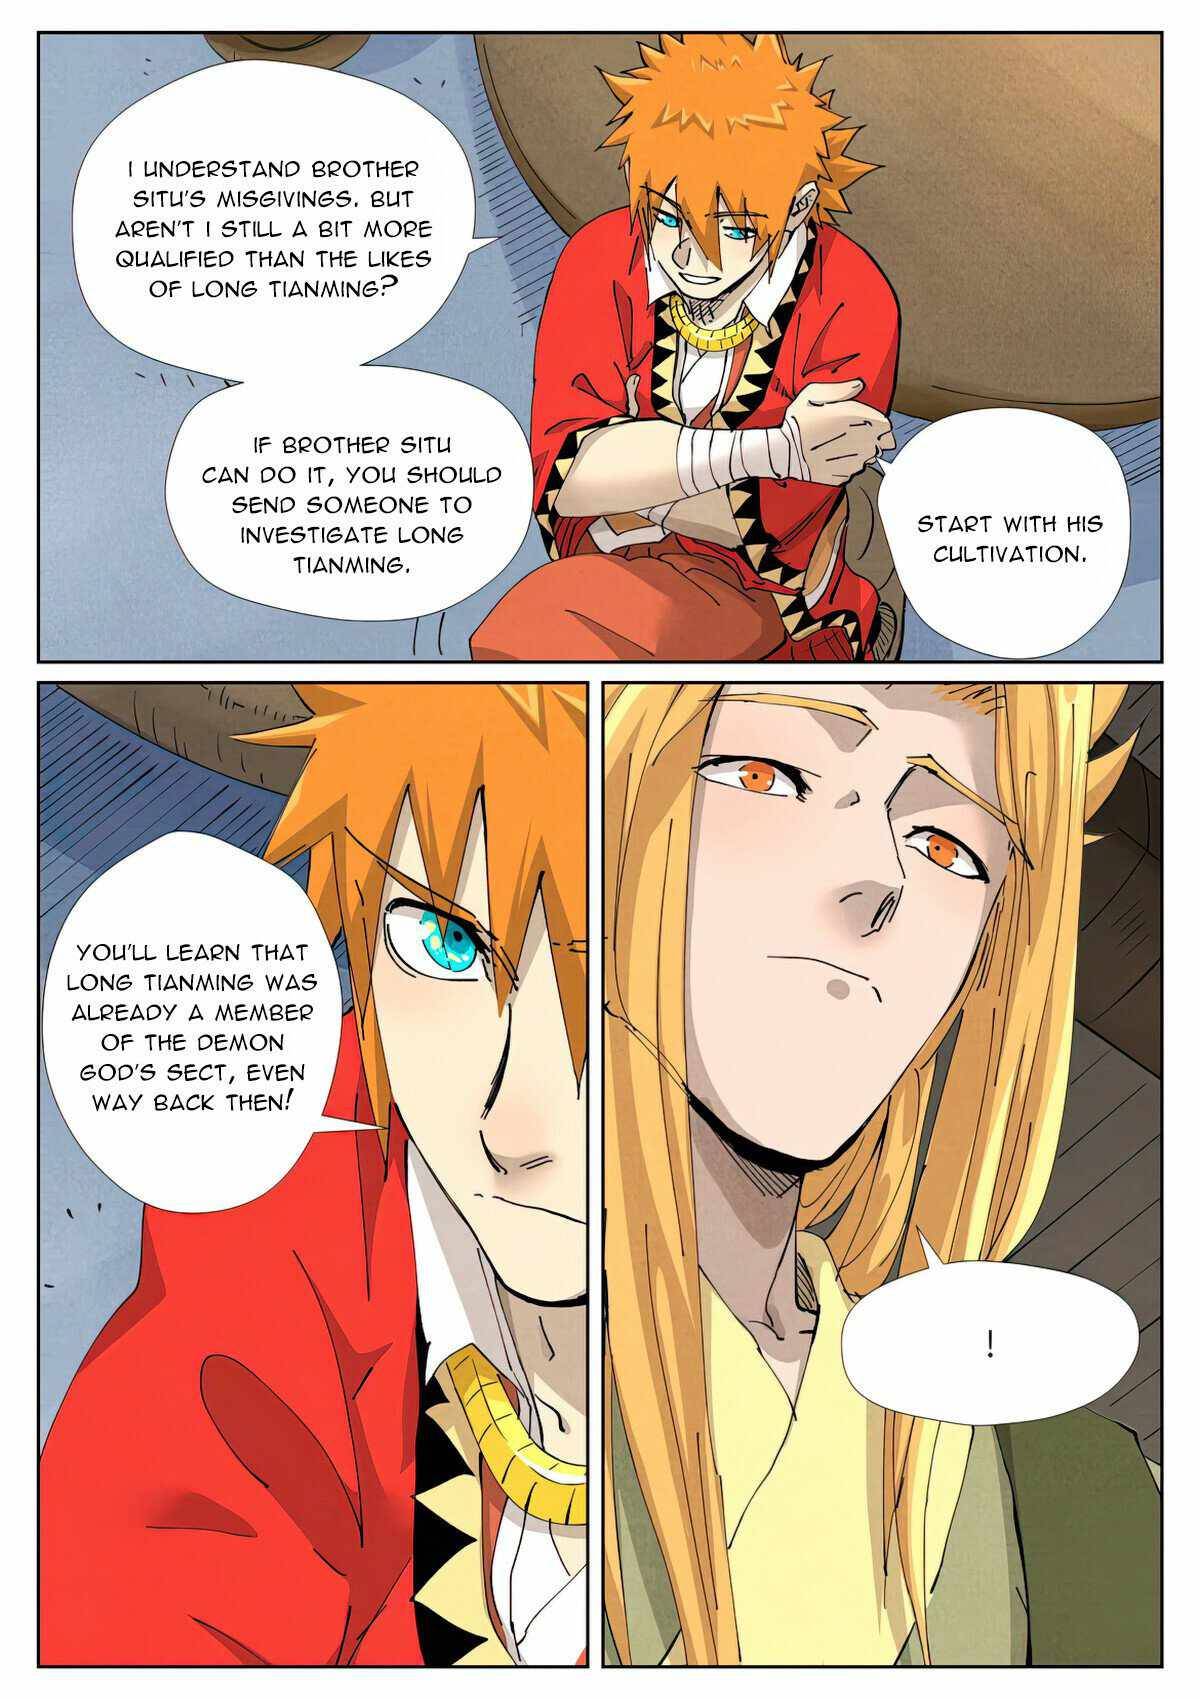 I UNDERSTAND BROTHER
SITU'S MISGIVINGS. BUT
AREN'T I STILL A BIT MORE
QUALIFIED THAN THE LIKES
OF LONG TIANMING?
IF BROTHER SITU
CAN DO IT, YOU SHOULD
SEND SOMEONE TO
INVESTIGATE LONG
TIANMING.
START WITH HIS
CULTIVATION.
YOU'LL LEARN THAT
LONG TIANMING WAS
ALREADY A MEMBER
OF THE DEMON
GOD'S SECT, EVEN
WAY BACK THEN!
!